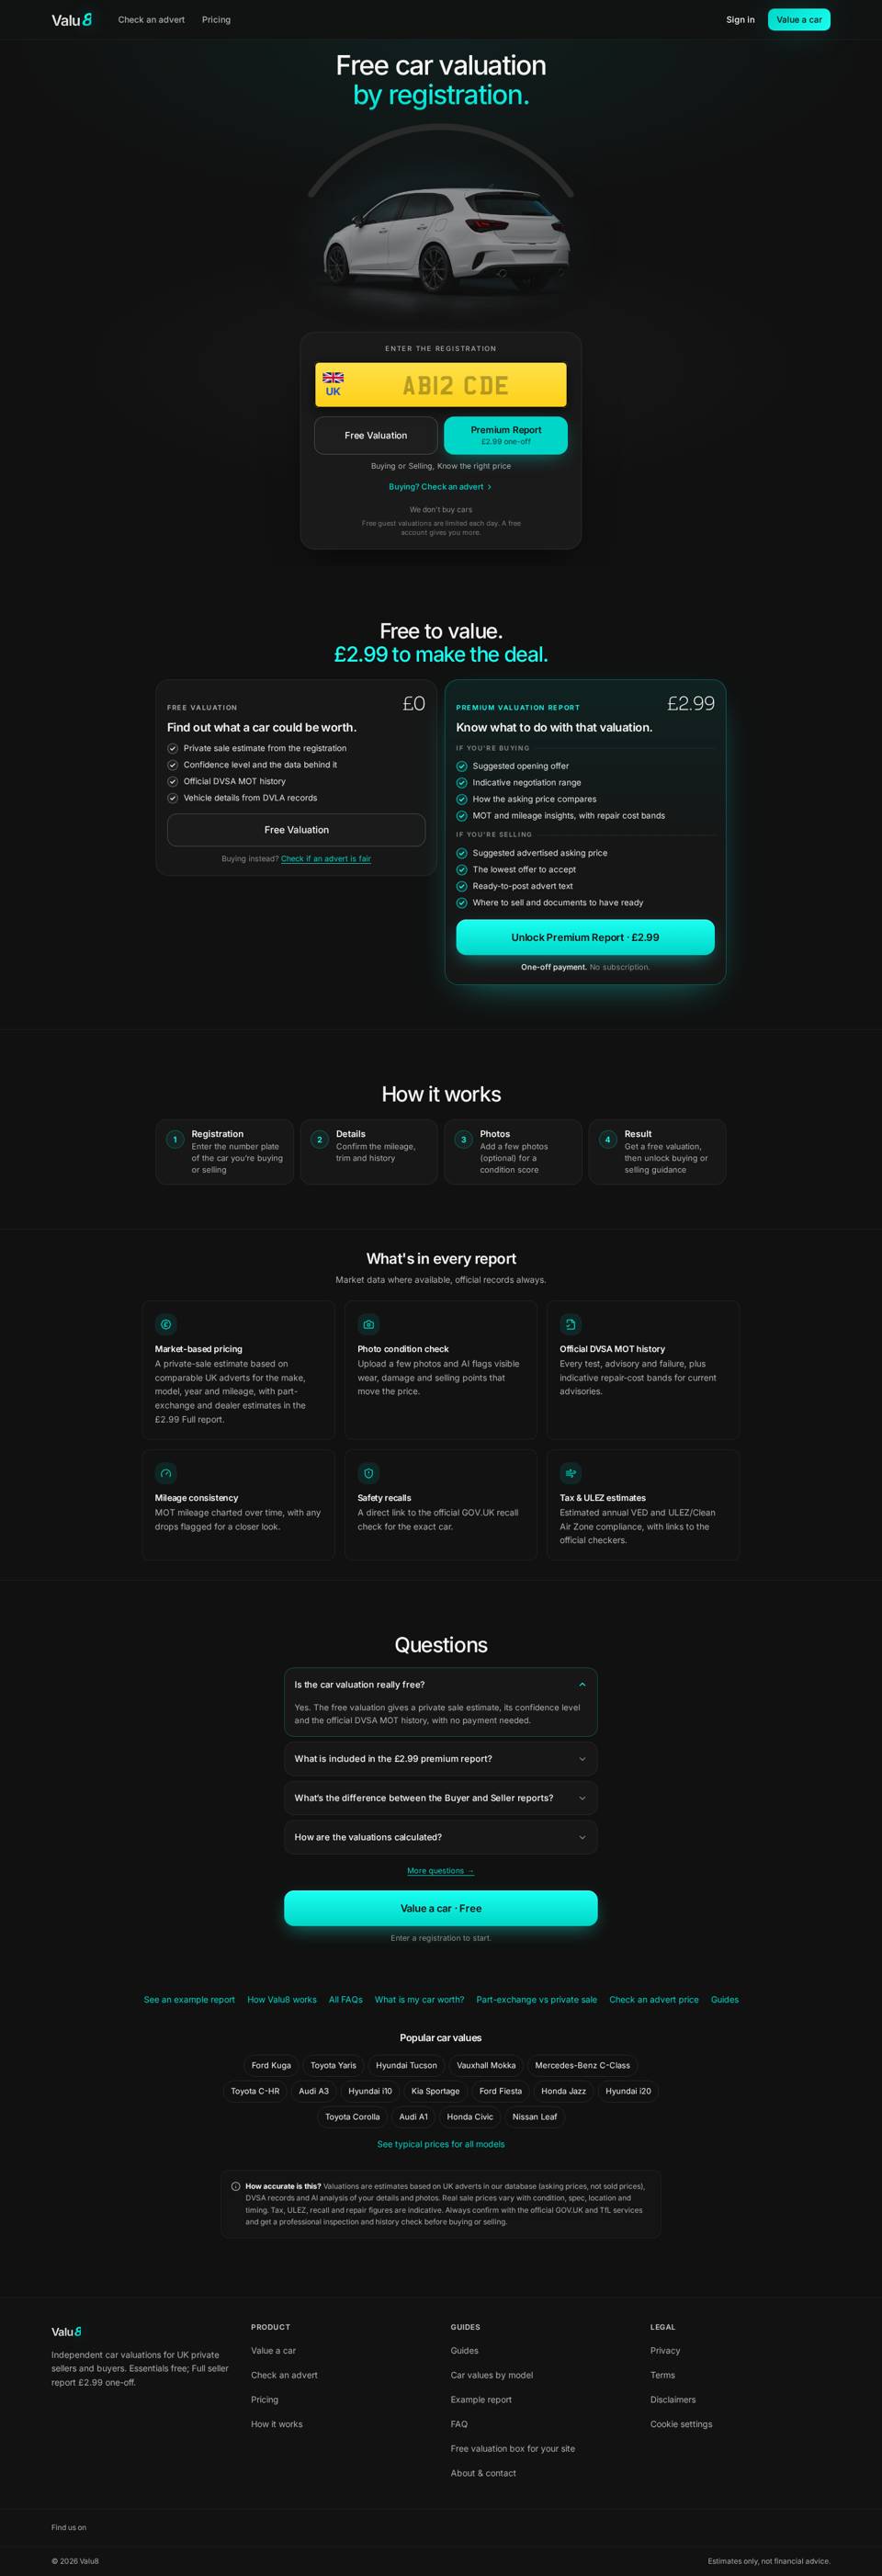 Valu8
Check an advert
Pricing
Sign in
Value a car
Free car valuation
by registration.
ENTER THE REGISTRATION
UK
AB12 CDE
Free Valuation
Premium Report
£2.99 one-off
Buying or Selling, Know the right price
Buying? Check an advert ›
We don't buy cars
Free guest valuations are limited each day. A free
account gives you more.
Free to value.
£2.99 to make the deal.
FREE VALUATION
£0
Find out what a car could be worth.
Private sale estimate from the registration
Confidence level and the data behind it
Official DVSA MOT history
Vehicle details from DVLA records
Free Valuation
Buying instead? Check if an advert is fair
PREMIUM VALUATION REPORT
£2.99
Know what to do with that valuation.
IF YOU'RE BUYING
Suggested opening offer
Indicative negotiation range
How the asking price compares
MOT and mileage insights, with repair cost bands
IF YOU'RE SELLING
Suggested advertised asking price
The lowest offer to accept
Ready-to-post advert text
Where to sell and documents to have ready
Unlock Premium Report · £2.99
One-off payment. No subscription.
How it works
1
Registration
Enter the number plate
of the car you're buying
or selling
2
Details
Confirm the mileage,
trim and history
3
Photos
Add a few photos
(optional) for a
condition score
4
Result
Get a free valuation,
then unlock buying or
selling guidance
What's in every report
Market data where available, official records always.
Market-based pricing
A private-sale estimate based on
comparable UK adverts for the make,
model, year and mileage, with part-
exchange and dealer estimates in the
£2.99 Full report.
Photo condition check
Upload a few photos and AI flags visible
wear, damage and selling points that
move the price.
Official DVSA MOT history
Every test, advisory and failure, plus
indicative repair-cost bands for current
advisories.
Mileage consistency
MOT mileage charted over time, with any
drops flagged for a closer look.
Safety recalls
A direct link to the official GOV.UK recall
check for the exact car.
Tax & ULEZ estimates
Estimated annual VED and ULEZ/Clean
Air Zone compliance, with links to the
official checkers.
Questions
Is the car valuation really free?
Yes. The free valuation gives a private sale estimate, its confidence level
and the official DVSA MOT history, with no payment needed.
What is included in the £2.99 premium report?
What's the difference between the Buyer and Seller reports?
How are the valuations calculated?
More questions →
Value a car · Free
Enter a registration to start.
See an example report
How Valu8 works
All FAQs
What is my car worth?
Part-exchange vs private sale
Check an advert price
Guides
Popular car values
Ford Kuga
Toyota Yaris
Hyundai Tucson
Vauxhall Mokka
Mercedes-Benz C-Class
Toyota C-HR
Audi A3
Hyundai i10
Kia Sportage
Ford Fiesta
Honda Jazz
Hyundai i20
Toyota Corolla
Audi A1
Honda Civic
Nissan Leaf
See typical prices for all models
How accurate is this? Valuations are estimates based on UK adverts in our database (asking prices, not sold prices),
DVSA records and AI analysis of your details and photos. Real sale prices vary with condition, spec, location and
timing. Tax, ULEZ, recall and repair figures are indicative. Always confirm with the official GOV.UK and TfL services
and get a professional inspection and history check before buying or selling.
Valu8
Independent car valuations for UK private
sellers and buyers. Essentials free; Full seller
report £2.99 one-off.
PRODUCT
Value a car
Check an advert
Pricing
How it works
GUIDES
Guides
Car values by model
Example report
FAQ
Free valuation box for your site
About & contact
LEGAL
Privacy
Terms
Disclaimers
Cookie settings
Find us on
© 2026 Valu8
Estimates only, not financial advice.